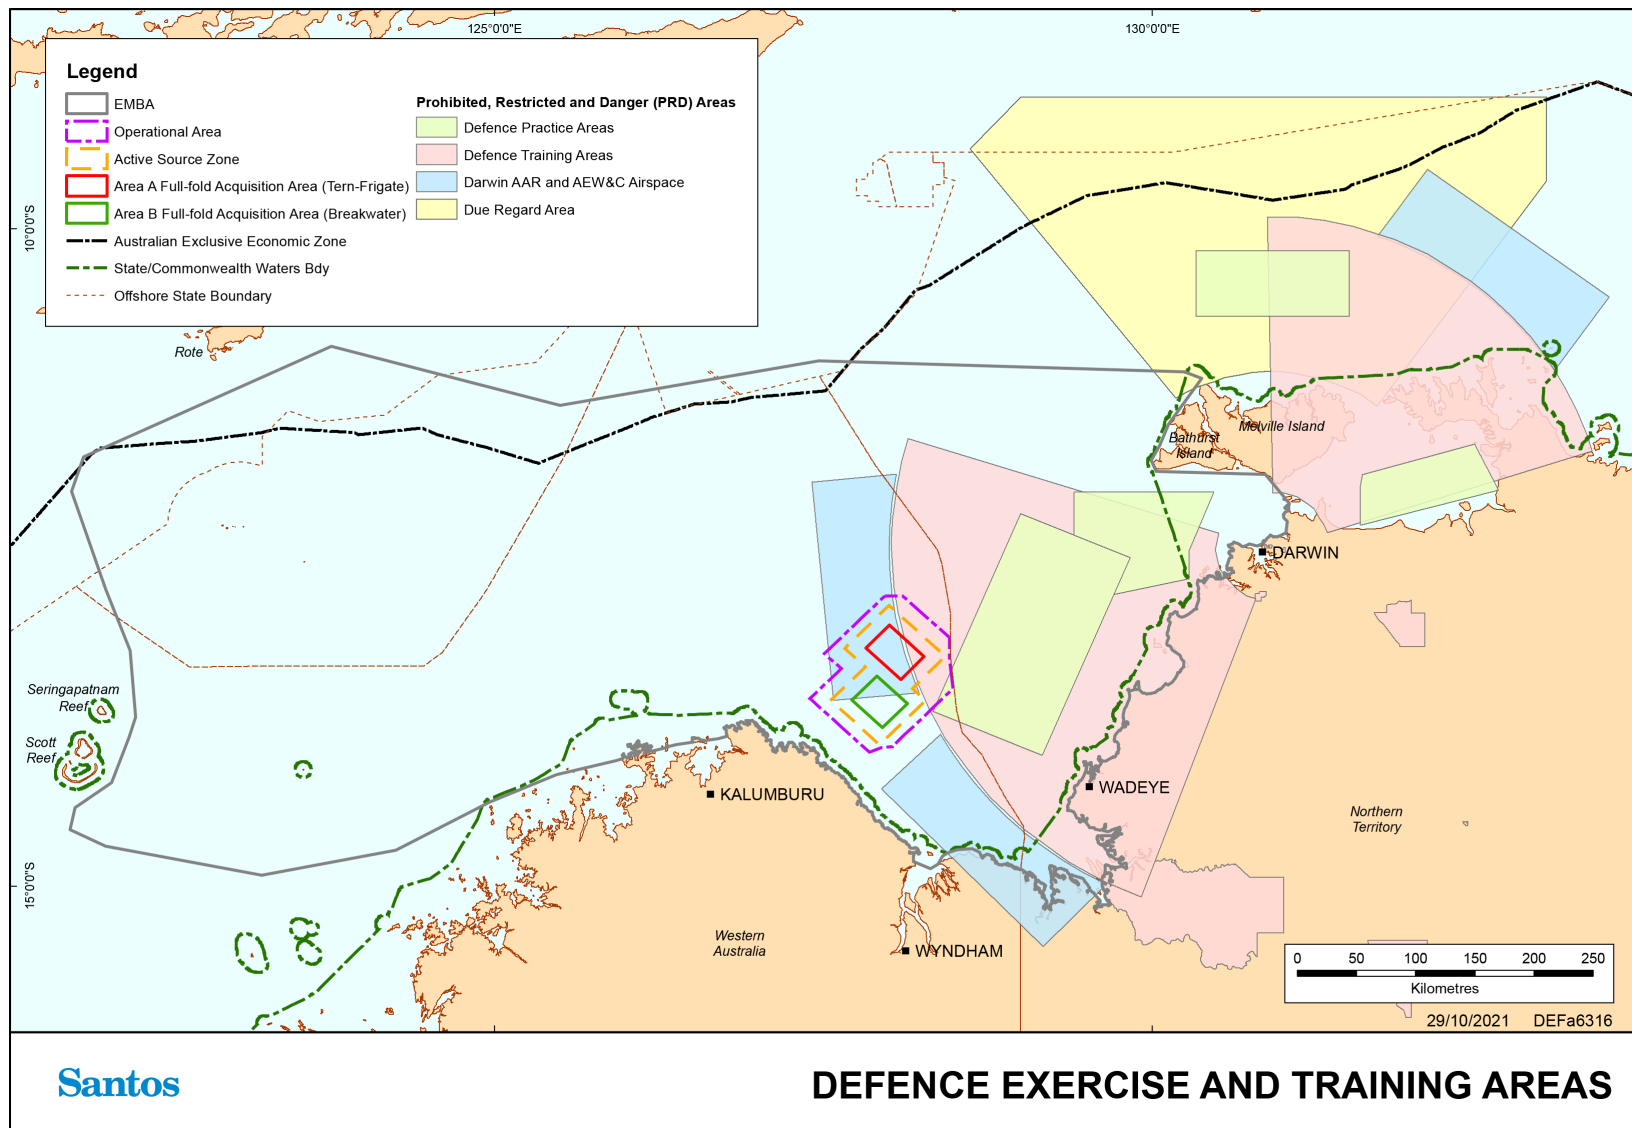 125°0'0"E
130°0'0"E
Legend
EMBA
Operational Area
Active Source Zone
Area A Full-fold Acquisition Area (Tern-Frigate)
Area B Full-fold Acquisition Area (Breakwater)
Australian Exclusive Economic Zone
State/Commonwealth Waters Bdy
Offshore State Boundary
Prohibited, Restricted and Danger (PRD) Areas
Defence Practice Areas
Defence Training Areas
Darwin AAR and AEW&C Airspace
Due Regard Area
10°0'0"S
Rote
Melville Island
Bathurst
Island
DARWIN
Seringapatnam
Reef
Scott
Reef
KALUMBURU
WADEYE
Northern
Territory
15°0'0"S
Western
Australia
WYNDHAM
0 50 100 150 200 250
Kilometres
29/10/2021 DEFa6316
Santos
DEFENCE EXERCISE AND TRAINING AREAS